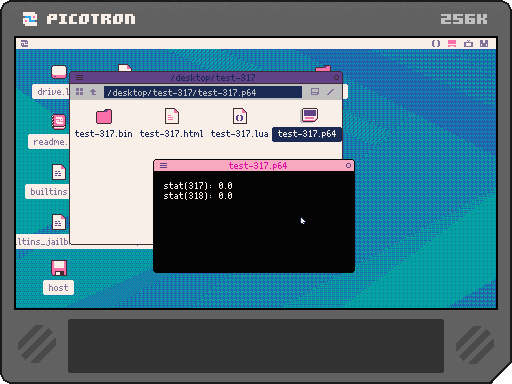 PICOTRON
256K
/desktop/test-317
/desktop/test-317/test-317.p64
drive.l
test-317.bin
test-317.html
test-317.lua
test-317.p64
readme.
test-317.p64
stat(317): 0.0
stat(318): 0.0
builtins
ltins_jailb
host